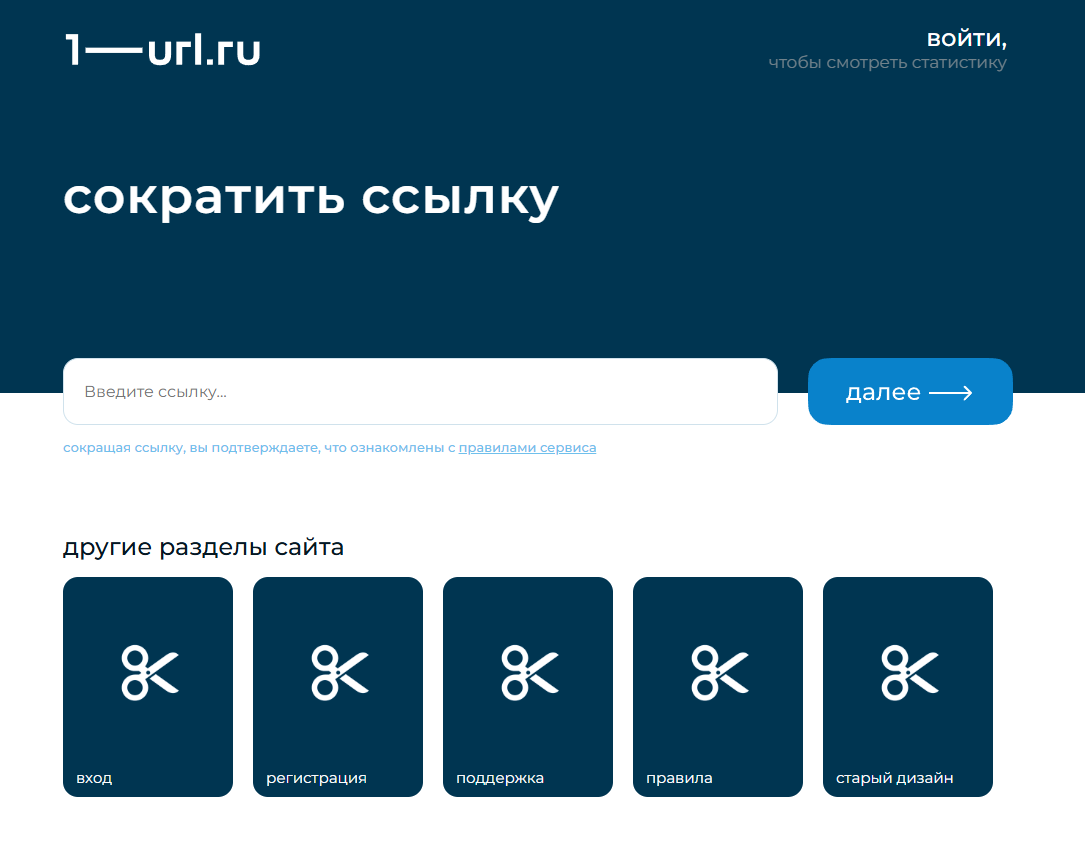 1—url.ru
войти,
чтобы смотреть статистику
сократить ссылку
Введите ссылку...
далее ⟶
сокращая ссылку, вы подтверждаете, что ознакомлены с правилами сервиса
другие разделы сайта
вход
регистрация
поддержка
правила
старый дизайн